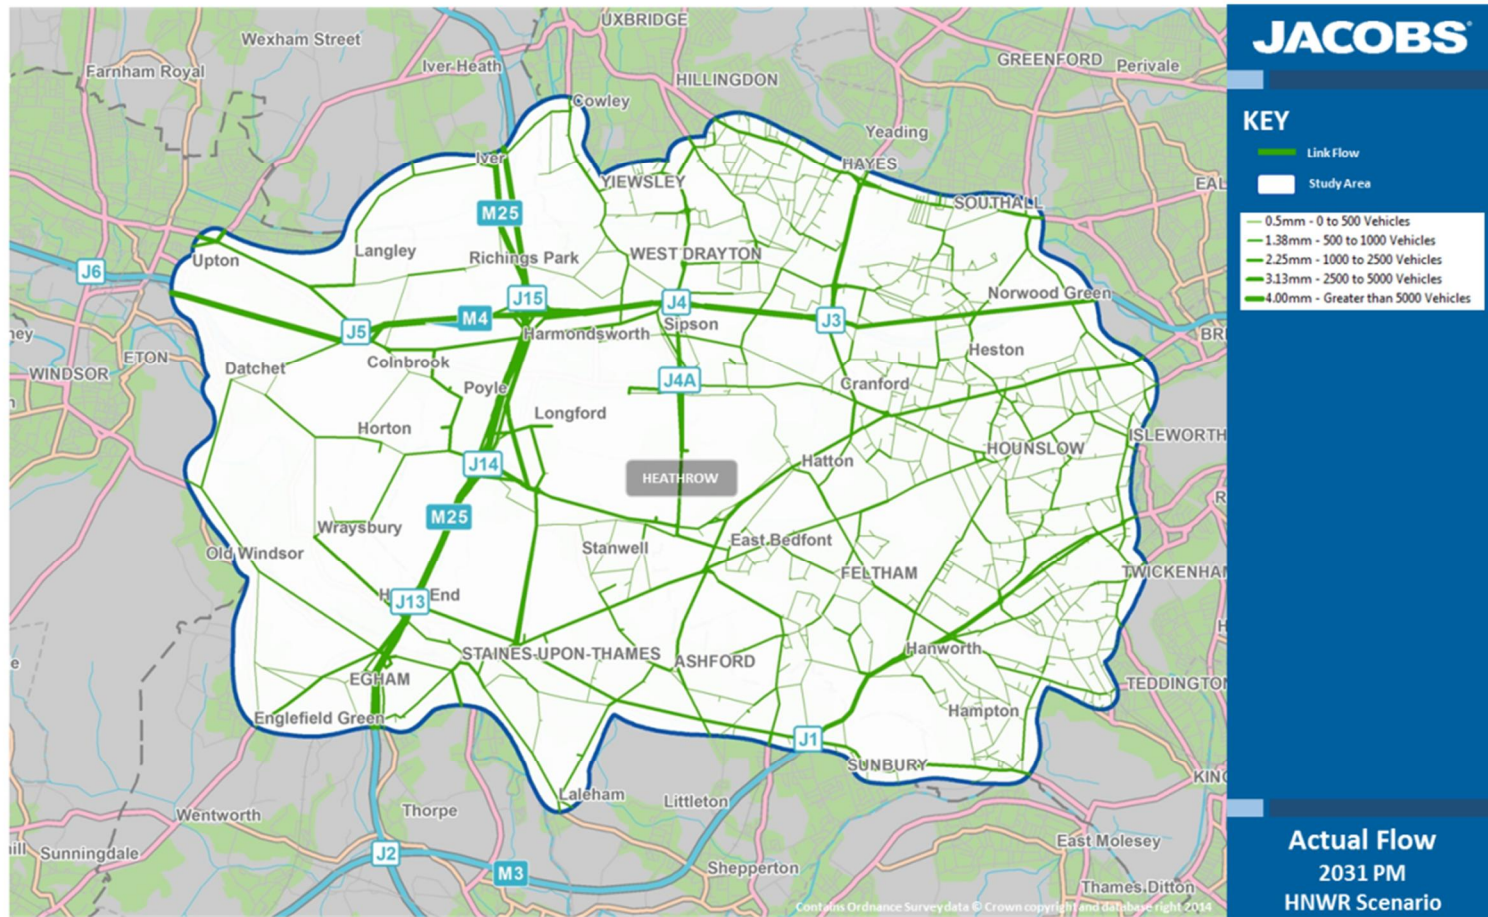 UXBRIDGE
Wexham Street
Iver Heath
Farnham Royal
HILLINGDON
GREENFORD
Perivale
Cowley
Yeading
Iver
HAYES
YIEWSLEY
EAL
SOUTHALL
M25
Langley
Richings Park
WEST DRAYTON
Upton
J6
J15
J4
Norwood Green
M4
J5
Sipson
J3
Harmondsworth
BRI
ney
ETON
Colnbrook
Heston
Datchet
WINDSOR
J4A
Poyle
Cranford
Longford
Horton
ISLEWORTH
HOUNSLOW
J14
Hatton
HEATHROW
R
M25
Wraysbury
Old Windsor
Stanwell
East Bedfont
FELTHAM
TWICKENHAM
J13
End
H
STAINES-UPON-THAMES
ASHFORD
Hanworth
e
EGHAM
TEDDINGTON
Englefield Green
Hampton
J1
SUNBURY
KING
Laleham
Littleton
Wentworth
Thorpe
East Molesey
ill
Sunningdale
J2
M3
Shepperton
Thames Ditton
Contains Ordnance Survey data © Crown copyright and database right 2014
JACOBS®
KEY
Link Flow
Study Area
0.5mm - 0 to 500 Vehicles
1.38mm - 500 to 1000 Vehicles
2.25mm - 1000 to 2500 Vehicles
3.13mm - 2500 to 5000 Vehicles
4.00mm - Greater than 5000 Vehicles
Actual Flow
2031 PM
HNWR Scenario